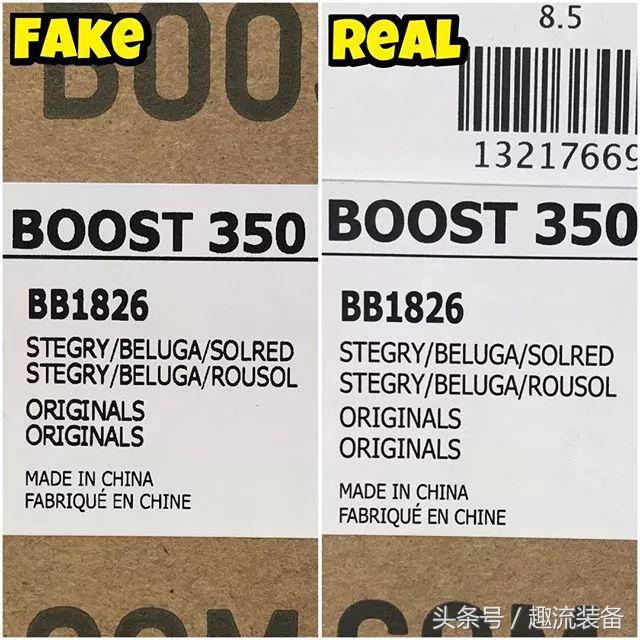 FAKE
BOOS
BOOST 350
BB1826
STEGRY/BELUGA/SOLRED
STEGRY/BELUGA/ROUSOL
ORIGINALS
ORIGINALS
MADE IN CHINA
FABRIQUÉ EN CHINE
COM
REAL
8.5
13217669
BOOST 350
BB1826
STEGRY/BELUGA/SOLRED
STEGRY/BELUGA/ROUSOL
ORIGINALS
ORIGINALS
MADE IN CHINA
FABRIQUÉ EN CHINE
头条号 / 趣流装备